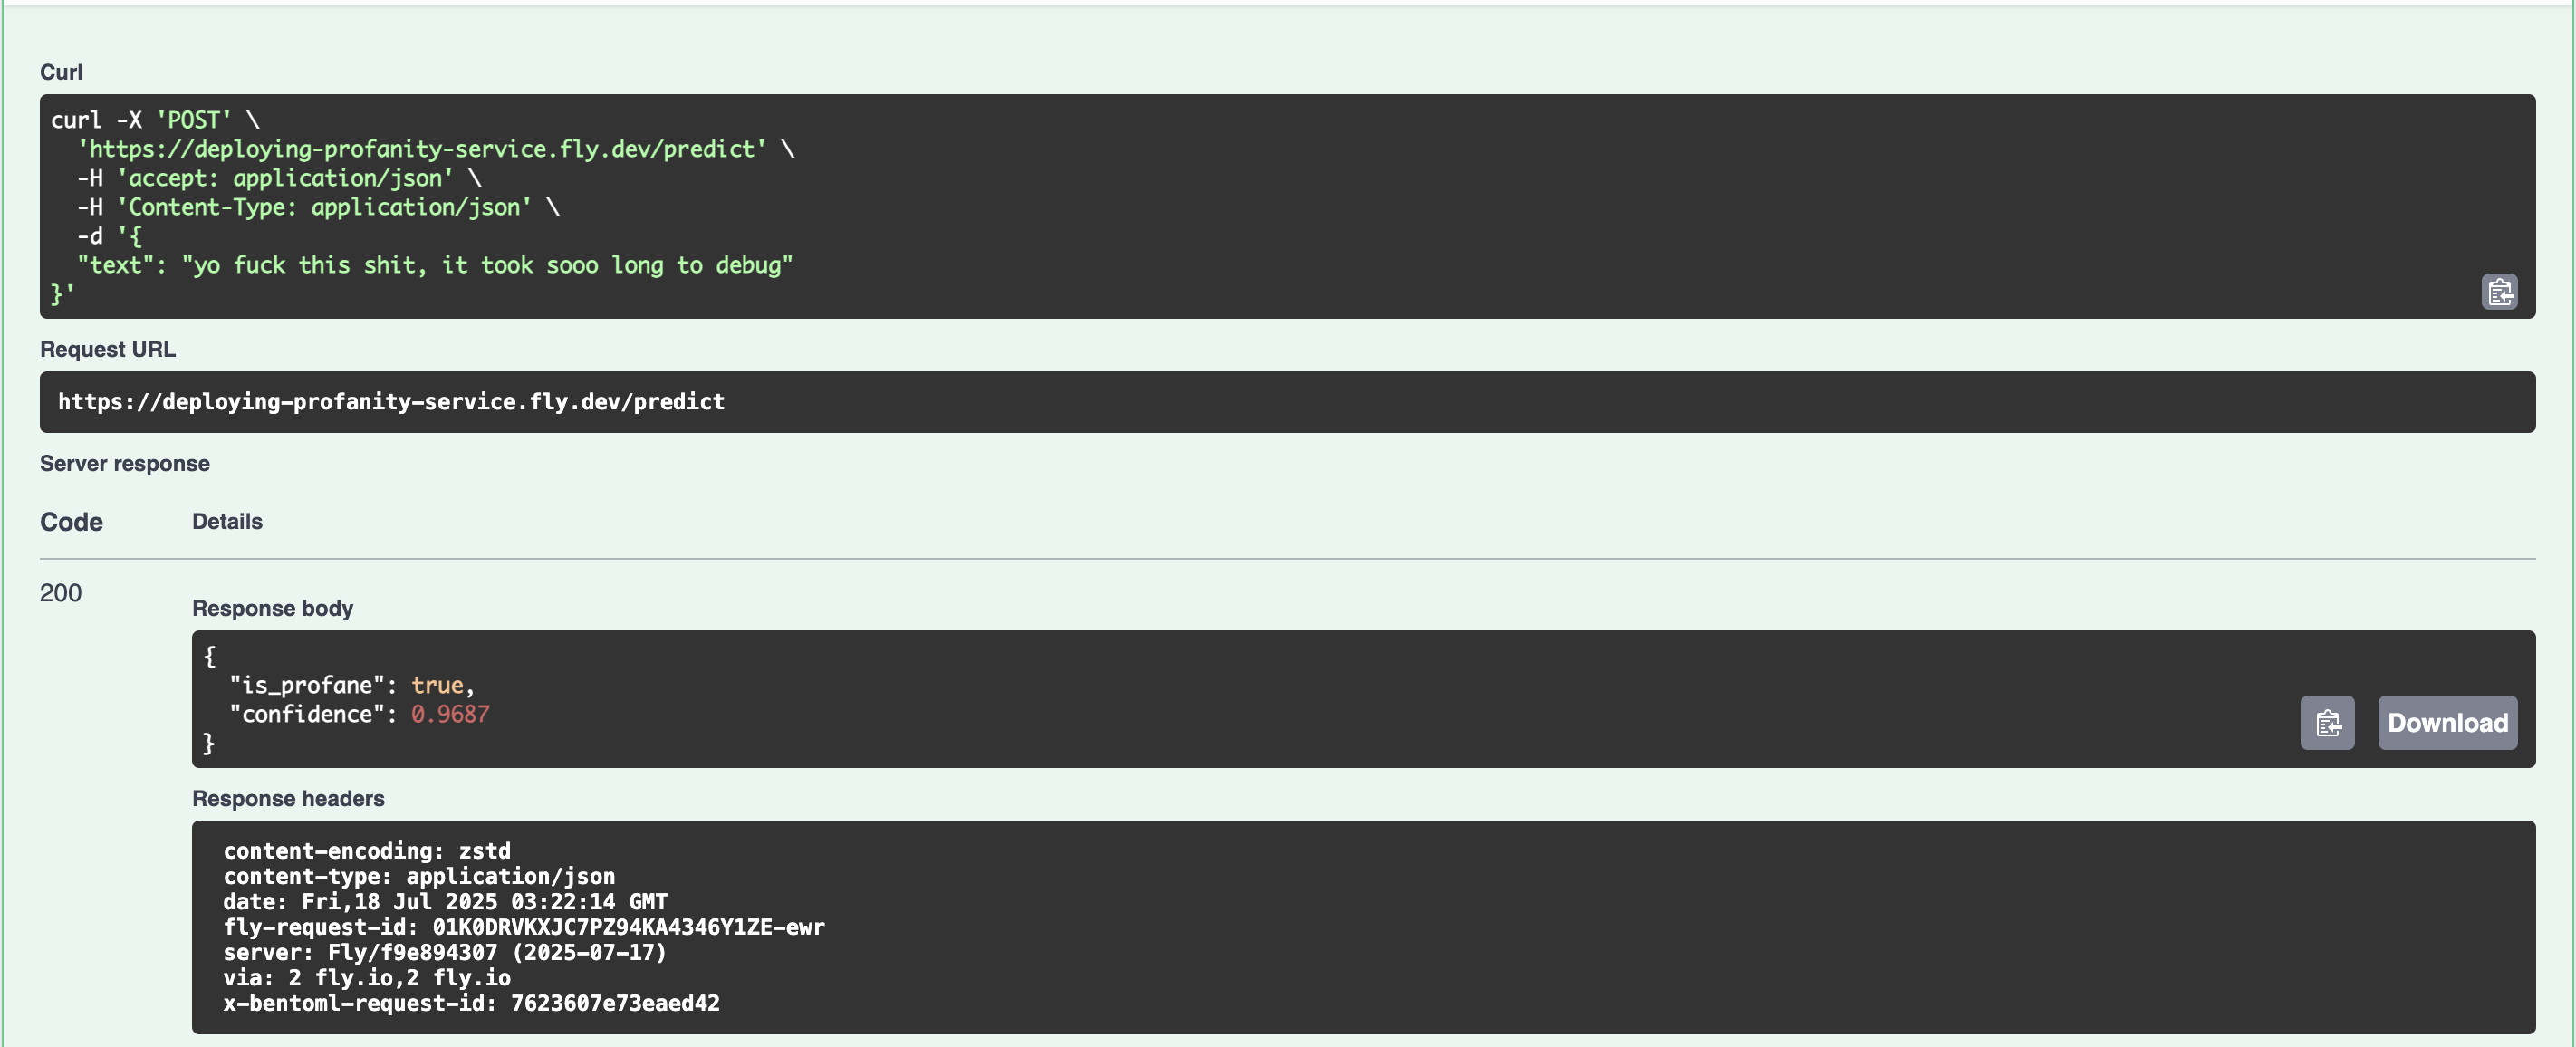 Curl
curl -X 'POST' \
'https://deploying-profanity-service.fly.dev/predict' \
-H 'accept: application/json' \
-H 'Content-Type: application/json' \
-d '{
"text": "yo fuck this shit, it took sooo long to debug"
}'
Request URL
https://deploying-profanity-service.fly.dev/predict
Server response
Code Details
200
Response body
{
"is_profane": true,
"confidence": 0.9687
}
Download
Response headers
content-encoding: zstd
content-type: application/json
date: Fri,18 Jul 2025 03:22:14 GMT
fly-request-id: 01K0DRVKXJC7PZ94KA4346Y1ZE-ewr
server: Fly/f9e894307 (2025-07-17)
via: 2 fly.io,2 fly.io
x-bentoml-request-id: 7623607e73eaed42